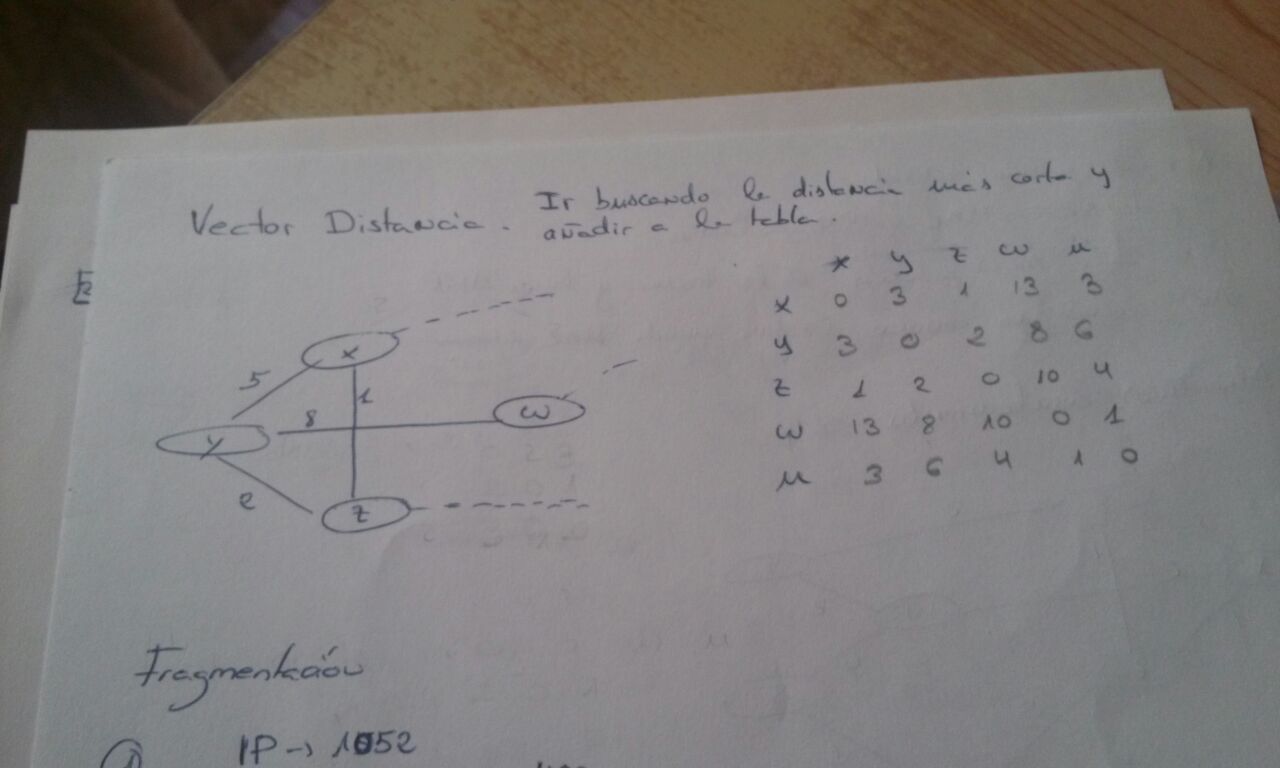 Vector Distancia. Ir buscando la distancia más corta y
añadir a la tabla.
x y z w u
x 0 3 1 13 3
y 3 0 2 8 6
z 1 2 0 10 4
w 13 8 10 0 1
u 3 6 4 1 0
x
5
1
8
w
y
2
z
Fragmentación
1
IP → 1052